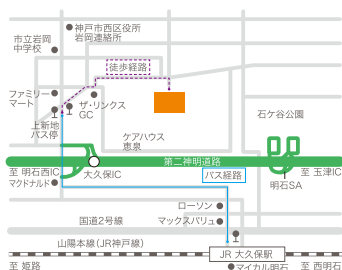 神戸市西区役所
岩岡連絡所
市立岩岡
中学校
徒歩経路
ファミリー
マート
ザ・リンクス
GC
上新地
バス停
石ケ谷公園
ケアハウス
恵泉
第二神明道路
至 明石西IC
大久保IC
バス経路
明石SA
至 玉津IC
マクドナルド
ローソン
国道2号線
マックスバリュ
山陽本線(JR神戸線)
JR 大久保駅
至 姫路
マイカル明石
至 西明石